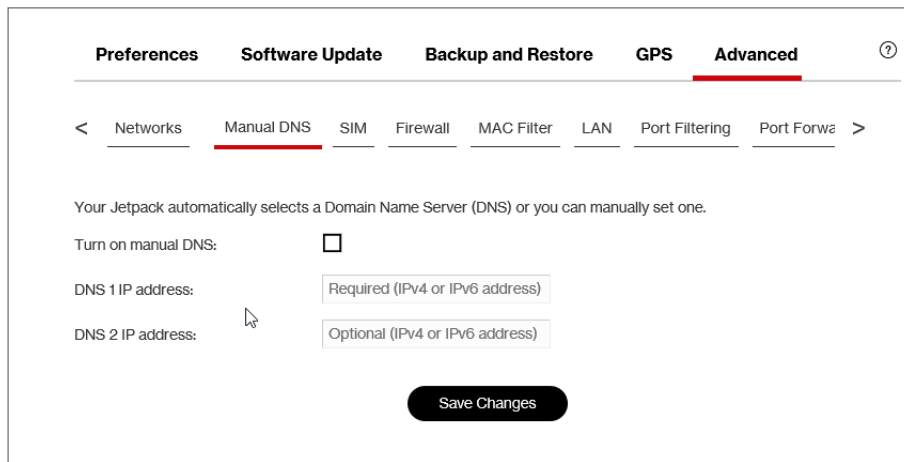 Preferences Software Update Backup and Restore GPS Advanced ?
< Networks Manual DNS SIM Firewall MAC Filter LAN Port Filtering Port Forwa >
Your Jetpack automatically selects a Domain Name Server (DNS) or you can manually set one.
Turn on manual DNS:
DNS 1 IP address: Required (IPv4 or IPv6 address)
DNS 2 IP address: Optional (IPv4 or IPv6 address)
Save Changes